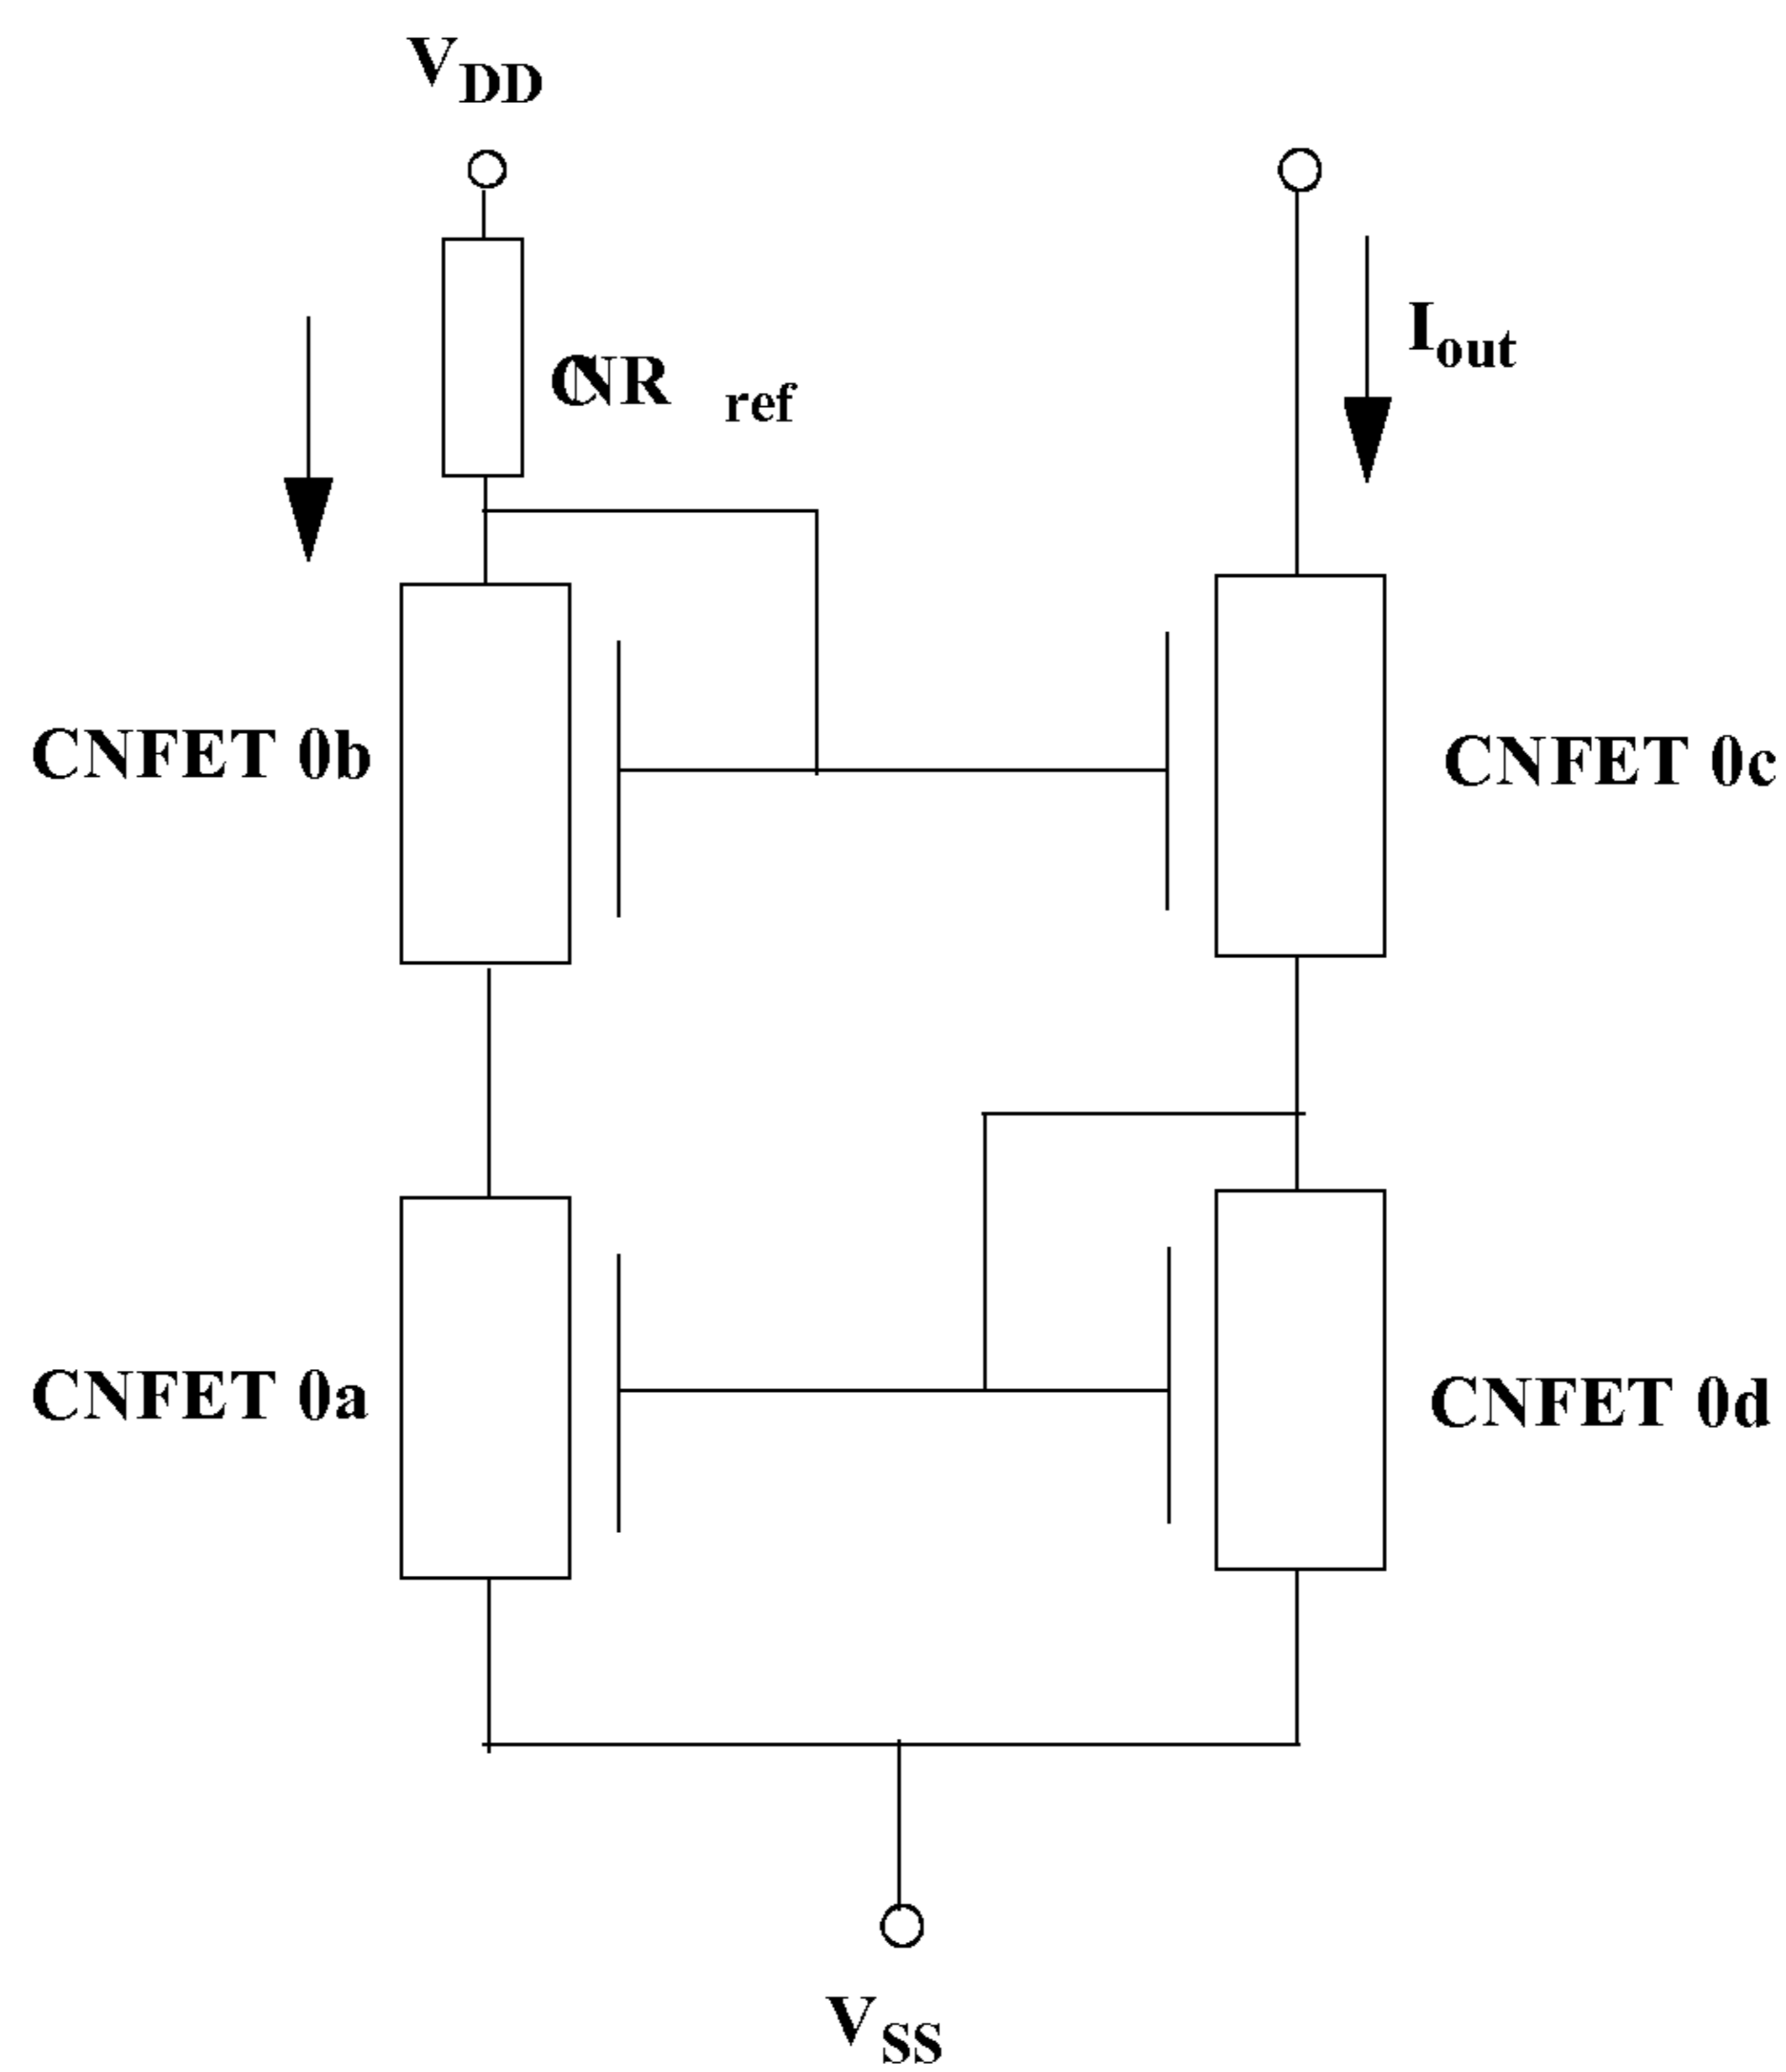 VDD
CNR ref
Iout
CNFET 0b
CNFET 0c
CNFET 0a
CNFET 0d
VSS